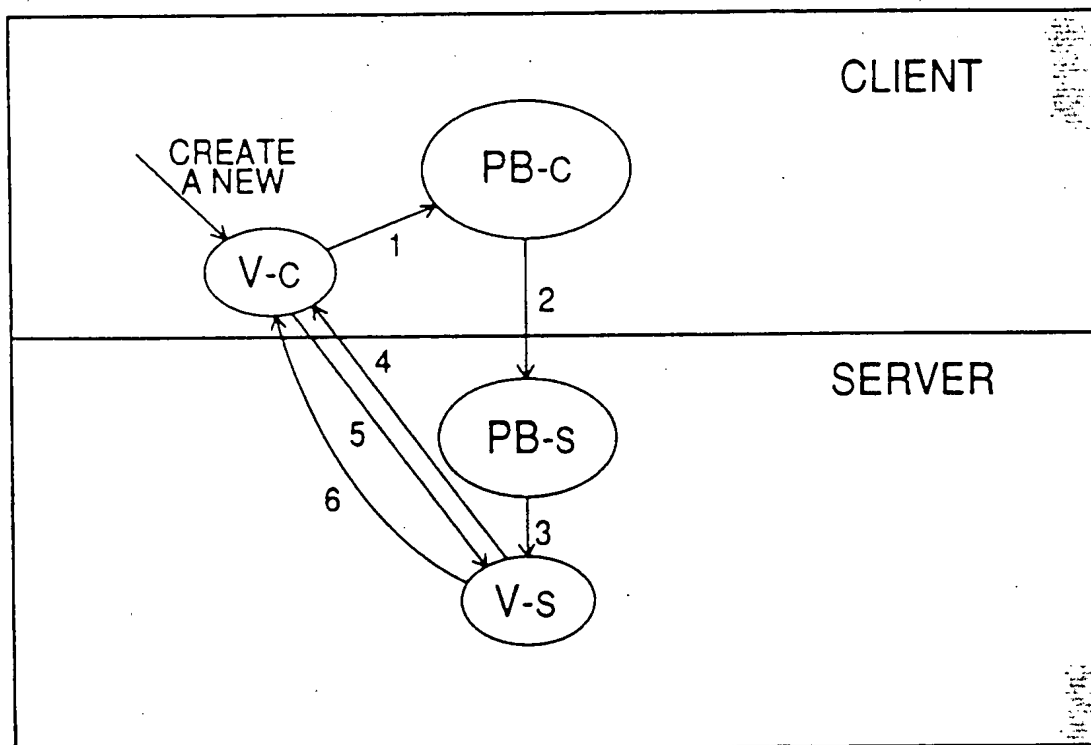 CLIENT
CREATE
A NEW
PB-C
1
V-C
2
4
SERVER
5
PB-S
6
3
V-S